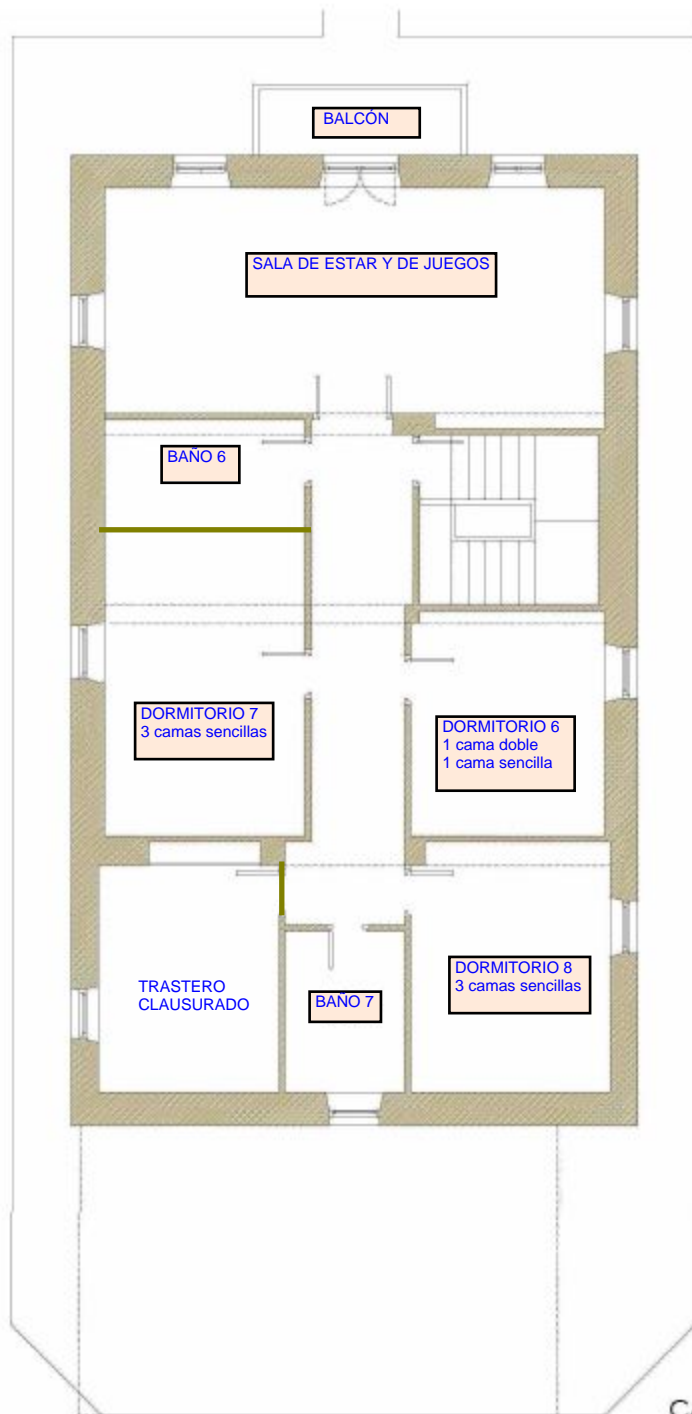 BALCÓN
SALA DE ESTAR Y DE JUEGOS
BAÑO 6
DORMITORIO 7
3 camas sencillas
DORMITORIO 6
1 cama doble
1 cama sencilla
TRASTERO
CLAUSURADO
BAÑO 7
DORMITORIO 8
3 camas sencillas